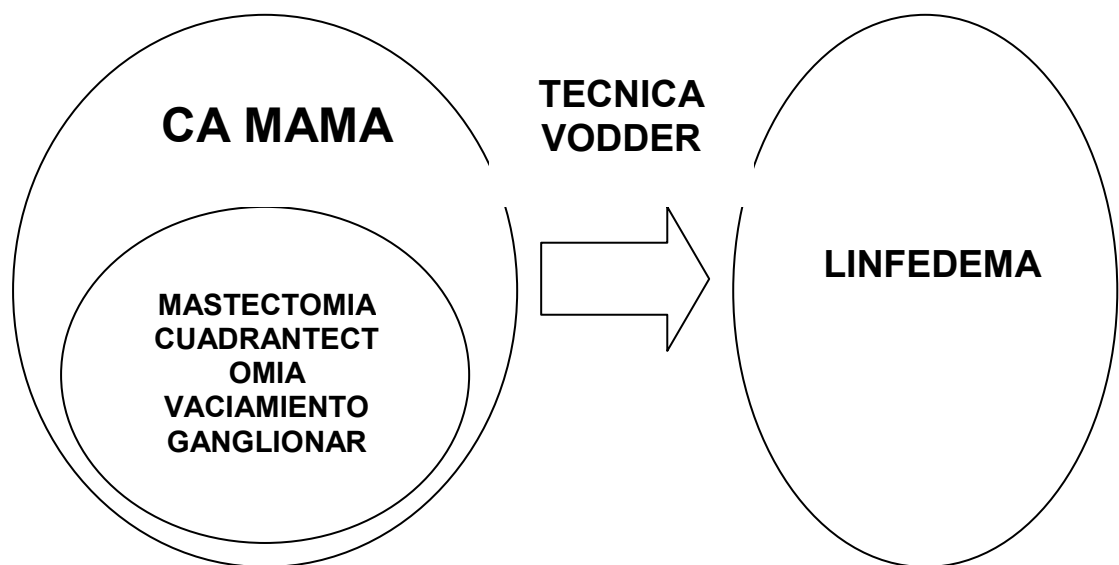 CA MAMA
MASTECTOMIA
CUADRANTECT
OMIA
VACIAMIENTO
GANGLIONAR
TECNICA
VODDER
LINFEDEMA